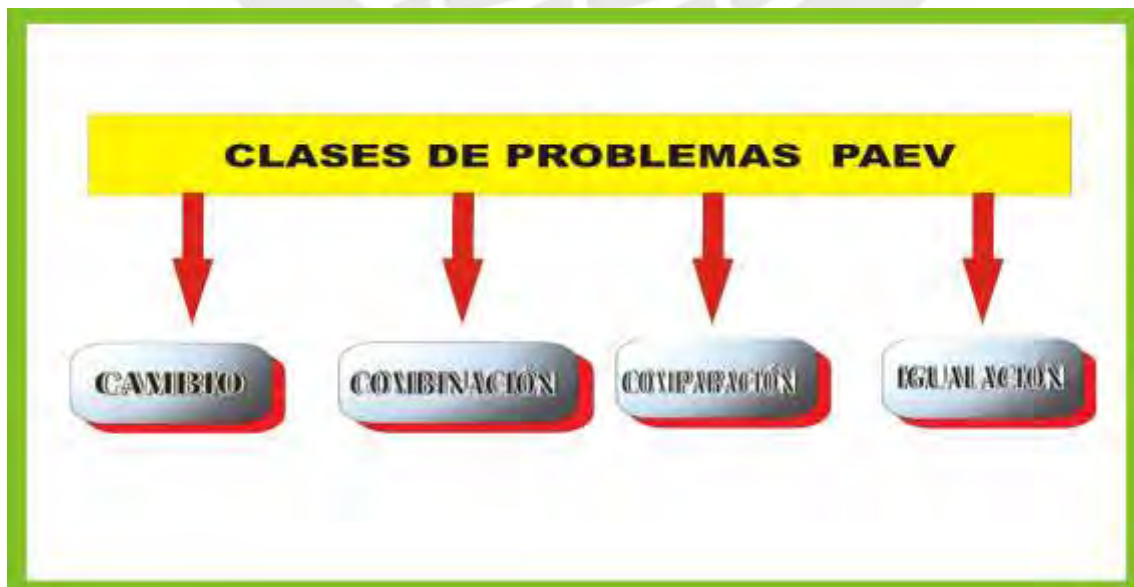 CLASES DE PROBLEMAS PAEV
CAMBIO
COMBINACIÓN
COMPARACIÓN
IGUALACIÓN